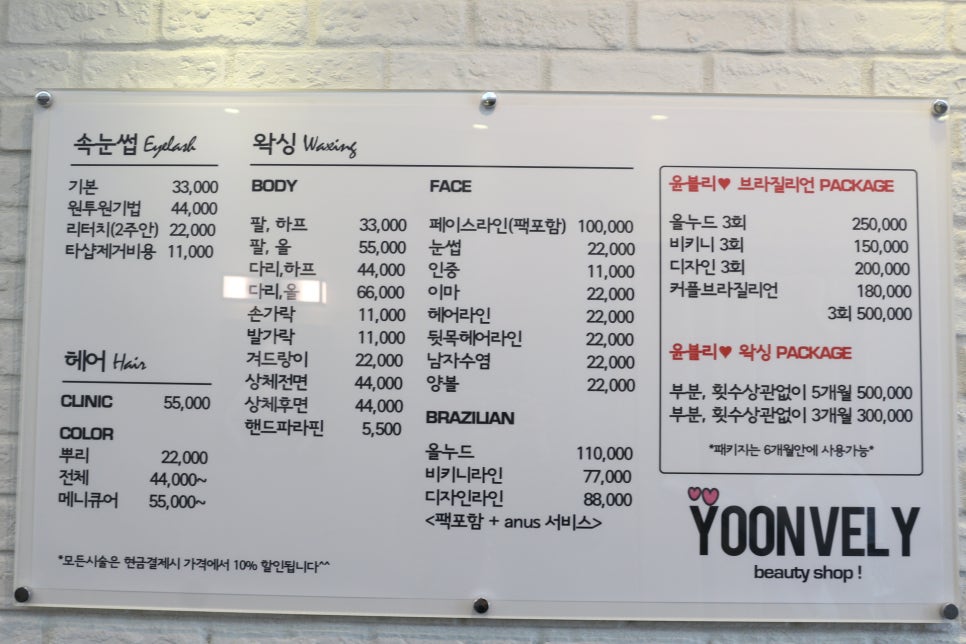 속눈썹 Eyelash
기본 33,000
원투원기법 44,000
리터치(2주안) 22,000
타샵제거비용 11,000
헤어 Hair
CLINIC 55,000
COLOR
뿌리 22,000
전체 44,000~
메니큐어 55,000~
*모든시술은 현금결제시 가격에서 10% 할인됩니다^^
왁싱 Waxing
BODY
팔, 하프 33,000
팔, 올 55,000
다리,하프 44,000
다리,올 66,000
손가락 11,000
발가락 11,000
겨드랑이 22,000
상체전면 44,000
상체후면 44,000
핸드파라핀 5,500
FACE
페이스라인(팩포함) 100,000
눈썹 22,000
인중 11,000
이마 22,000
헤어라인 22,000
뒷목헤어라인 22,000
남자수염 22,000
양볼 22,000
BRAZILIAN
올누드 110,000
비키니라인 77,000
디자인라인 88,000
<팩포함 + anus 서비스>
윤블리♥ 브라질리언 PACKAGE
올누드 3회 250,000
비키니 3회 150,000
디자인 3회 200,000
커플브라질리언 180,000
3회 500,000
윤블리♥ 왁싱 PACKAGE
부분, 횟수상관없이 5개월 500,000
부분, 횟수상관없이 3개월 300,000
*패키지는 6개월안에 사용가능*
YOONVELY
beauty shop !